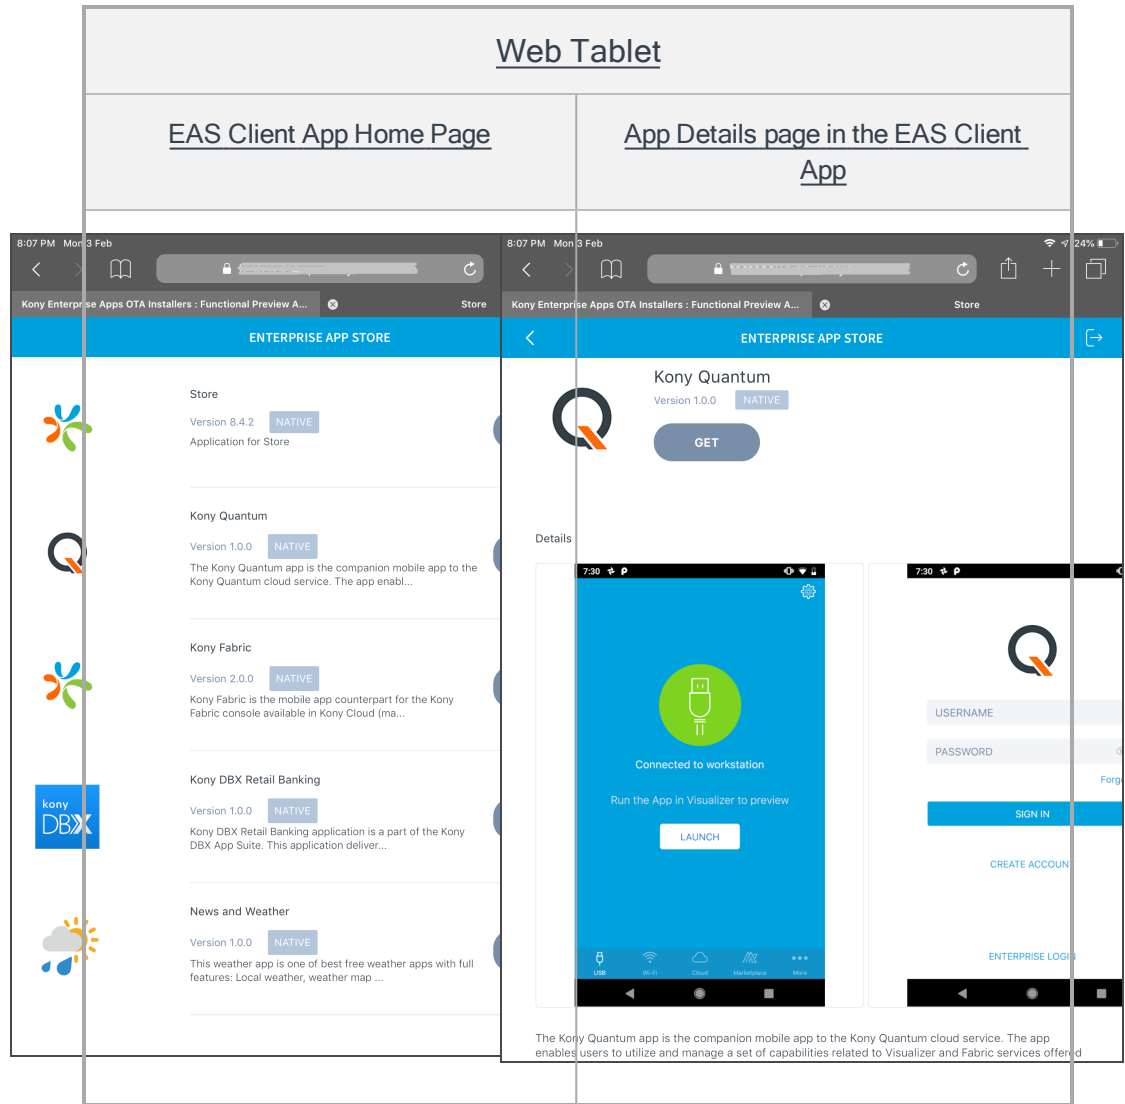 Web Tablet
EAS Client App Home Page
App Details page in the EAS Client
App
8:07 PM Mon 3 Feb
Kony Enterprise Apps OTA Installers : Functional Preview A...
Store
ENTERPRISE APP STORE
Store
Version 8.4.2 NATIVE
Application for Store
Kony Quantum
Version 1.0.0 NATIVE
The Kony Quantum app is the companion mobile app to the
Kony Quantum cloud service. The app enabl...
Kony Fabric
Version 2.0.0 NATIVE
Kony Fabric is the mobile app counterpart for the Kony
Fabric console available in Kony Cloud (ma...
kony
DBX
Kony DBX Retail Banking
Version 1.0.0 NATIVE
Kony DBX Retail Banking application is a part of the Kony
DBX App Suite. This application deliver...
News and Weather
Version 1.0.0 NATIVE
This weather app is one of best free weather apps with full
features: Local weather, weather map ...
8:07 PM Mon 3 Feb 24%
Kony Enterprise Apps OTA Installers : Functional Preview A...
Store
ENTERPRISE APP STORE
Kony Quantum
Version 1.0.0 NATIVE
GET
Details
7:30
Connected to workstation
Run the App in Visualizer to preview
LAUNCH
USB Wi-Fi Cloud Marketplace More
7:30
USERNAME
PASSWORD
Forg
SIGN IN
CREATE ACCOUNT
ENTERPRISE LOGIN
The Kony Quantum app is the companion mobile app to the Kony Quantum cloud service. The app
enables users to utilize and manage a set of capabilities related to Visualizer and Fabric services offered